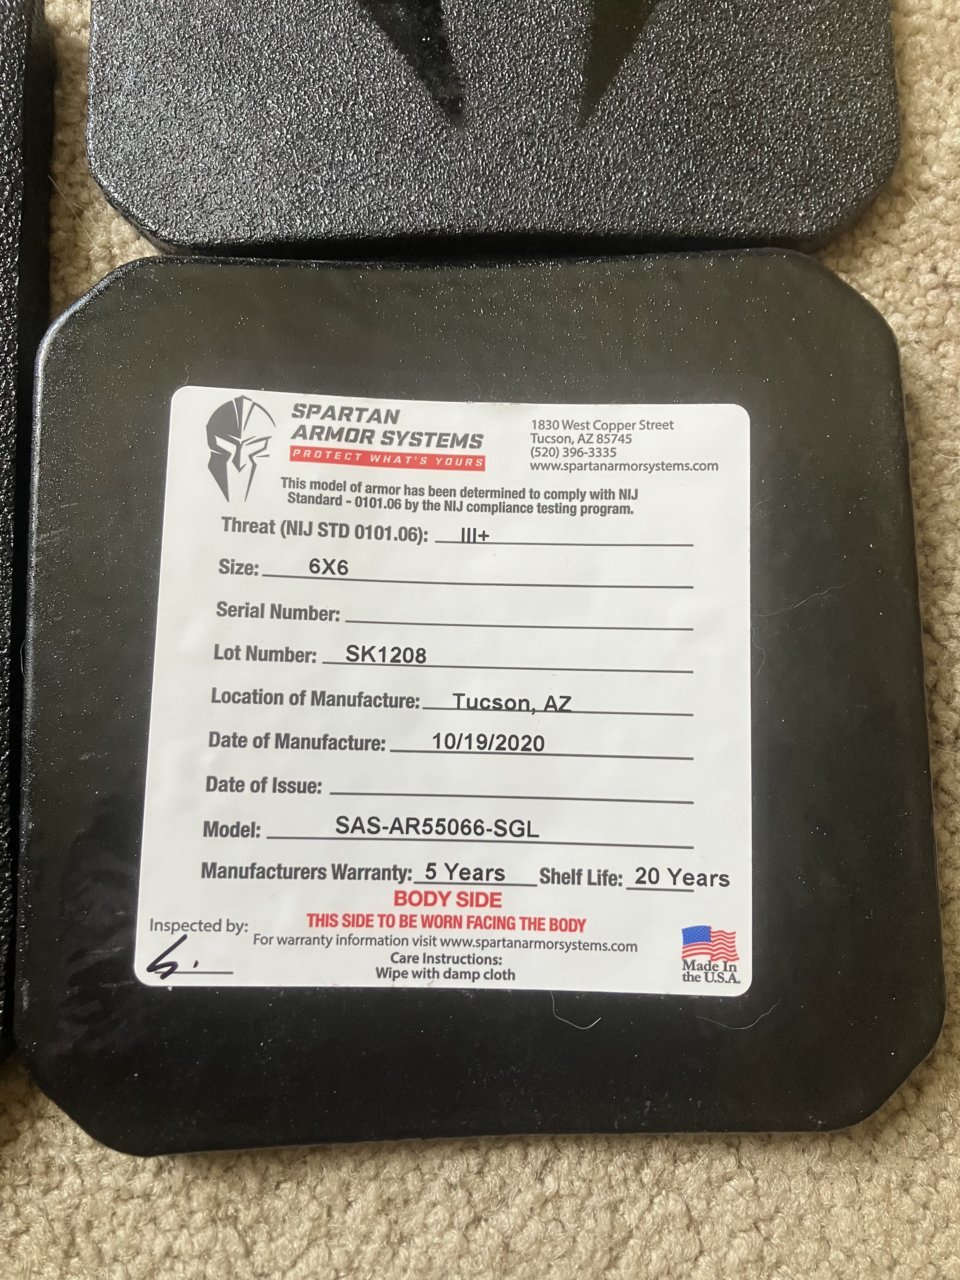 SPARTAN
ARMOR SYSTEMS
PROTECT WHAT'S YOURS
1830 West Copper Street
Tucson, AZ 85745
(520) 396-3335
www.spartanarmorsystems.com
This model of armor has been determined to comply with NIJ
Standard - 0101.06 by the NIJ compliance testing program.
Threat (NIJ STD 0101.06): III+
Size: 6X6
Serial Number:
Lot Number: SK1208
Location of Manufacture: Tucson, AZ
Date of Manufacture: 10/19/2020
Date of Issue:
Model: SAS-AR55066-SGL
Manufacturers Warranty: 5 Years Shelf Life: 20 Years
BODY SIDE
THIS SIDE TO BE WORN FACING THE BODY
Inspected by:
For warranty information visit www.spartanarmorsystems.com
Care Instructions:
Wipe with damp cloth
Made In
the U.S.A.